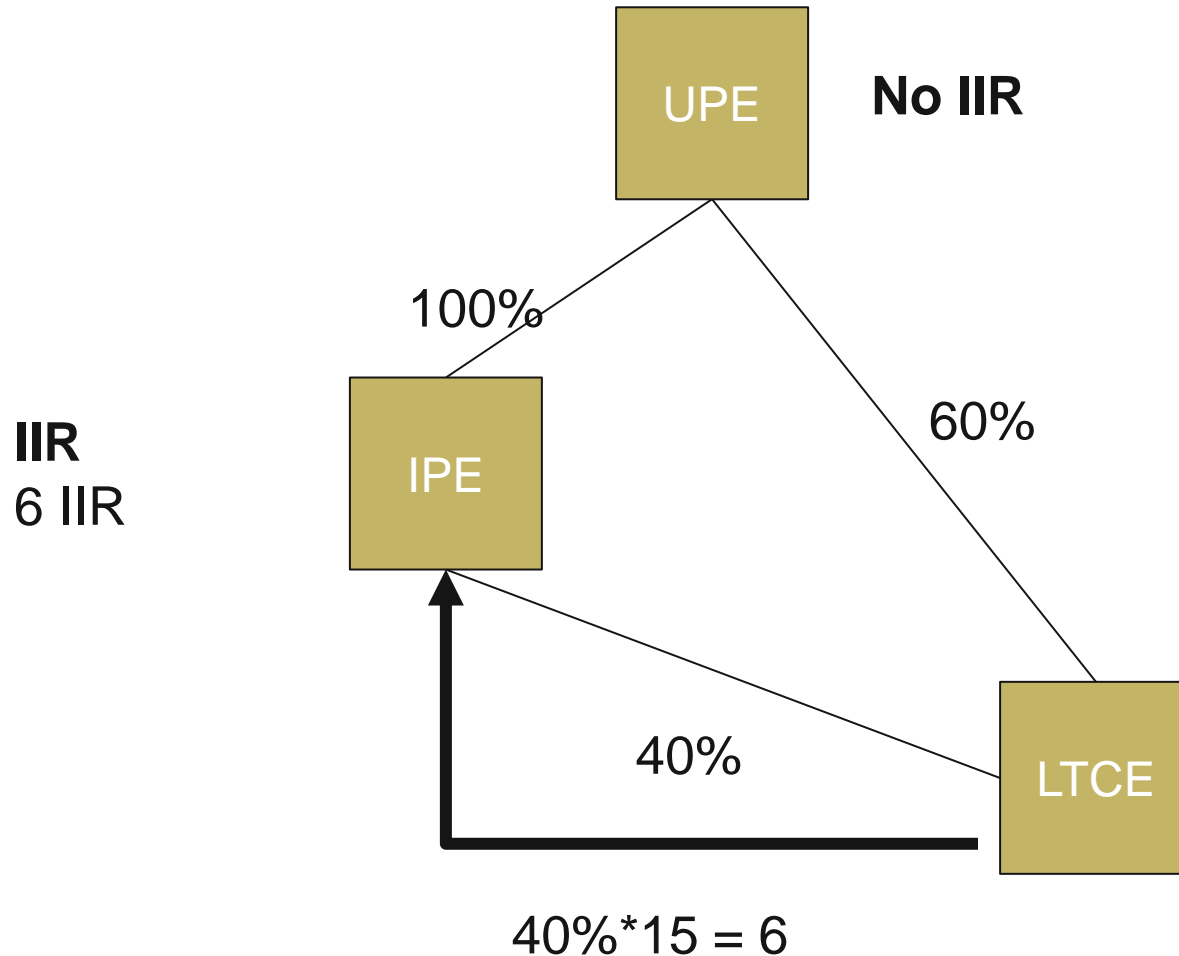 UPE
No IIR
100%
60%
IIR
6 IIR
IPE
40%
LTCE
40%*15 = 6